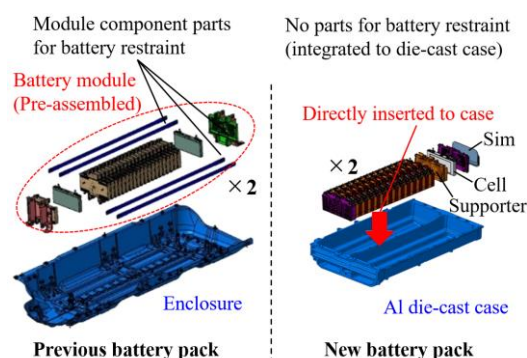 Module component parts
for battery restraint
Battery module
(Pre-assembled)
×2
Enclosure
Previous battery pack
No parts for battery restraint
(integrated to die-cast case)
Directly inserted to case
×2
Sim
Cell
Supporter
Al die-cast case
New battery pack